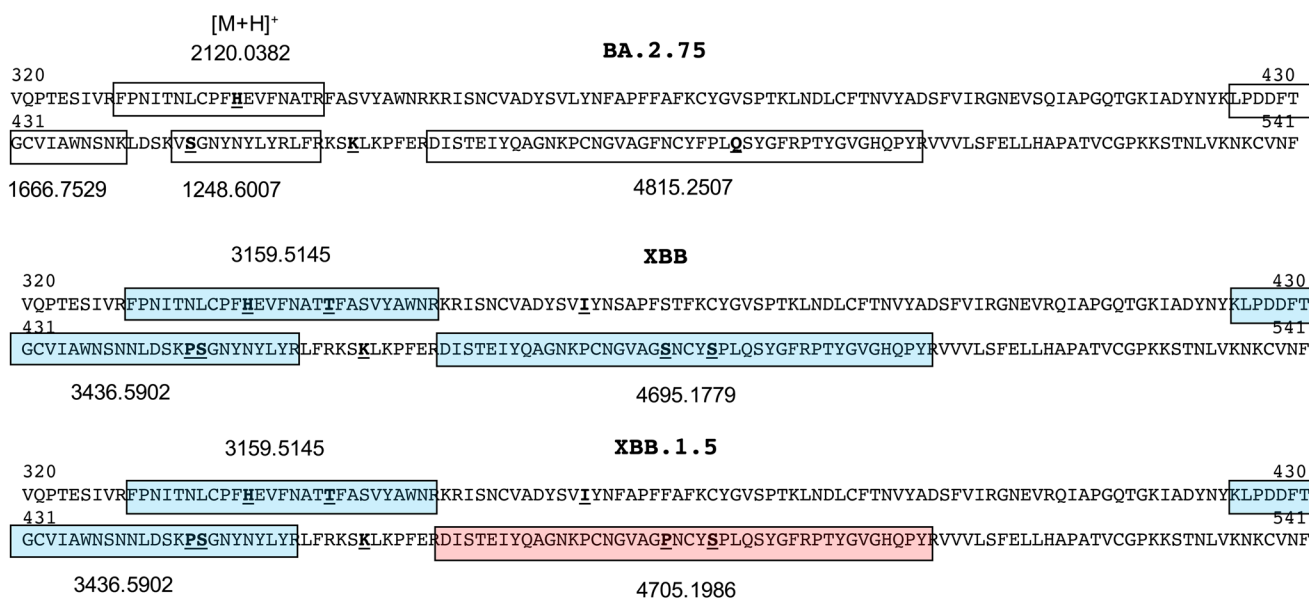 [M+H]+
2120.0382
BA.2.75
320 430
VQPTESIVRFPNITNLCPFHEVFNATRFASVYAWNRKRISNCVADYSVLYNFAPFFAFKCYGVSPTKLNDLCFTNVYADSFVIRGNEVSQIAPGQTGKIADYNYKLPDDFT
431 541
GCVIAWNSNKLDSKVSGNYNYLYRLFRKSKLKPFERDISTEIYQAGNKPCNGVAGFNCYFPLQSYGFRPTYGVGHQPYRVVVLSFELLHAPATVCGPKKSTNLVKNKCVNF
1666.7529 1248.6007 4815.2507
3159.5145
XBB
320 430
VQPTESIVRFPNITNLCPFHEVFNATTFASVYAWNRKRISNCVADYSVIYNSAPFSTFKCYGVSPTKLNDLCFTNVYADSFVIRGNEVRQIAPGQTGKIADYNYKLPDDFT
431 541
GCVIAWNSNNLDSKPSGNYNYLYRLFRKSKLKPFERDISTEIYQAGNKPCNGVAGSNCYSPLQSYGFRPTYGVGHQPYRVVVLSFELLHAPATVCGPKKSTNLVKNKCVNF
3436.5902 4695.1779
3159.5145
XBB.1.5
320 430
VQPTESIVRFPNITNLCPFHEVFNATTFASVYAWNRKRISNCVADYSVIYNFAPFFAFKCYGVSPTKLNDLCFTNVYADSFVIRGNEVRQIAPGQTGKIADYNYKLPDDFT
431 541
GCVIAWNSNNLDSKPSGNYNYLYRLFRKSKLKPFERDISTEIYQAGNKPCNGVAGPNCYSPLQSYGFRPTYGVGHQPYRVVVLSFELLHAPATVCGPKKSTNLVKNKCVNF
3436.5902 4705.1986